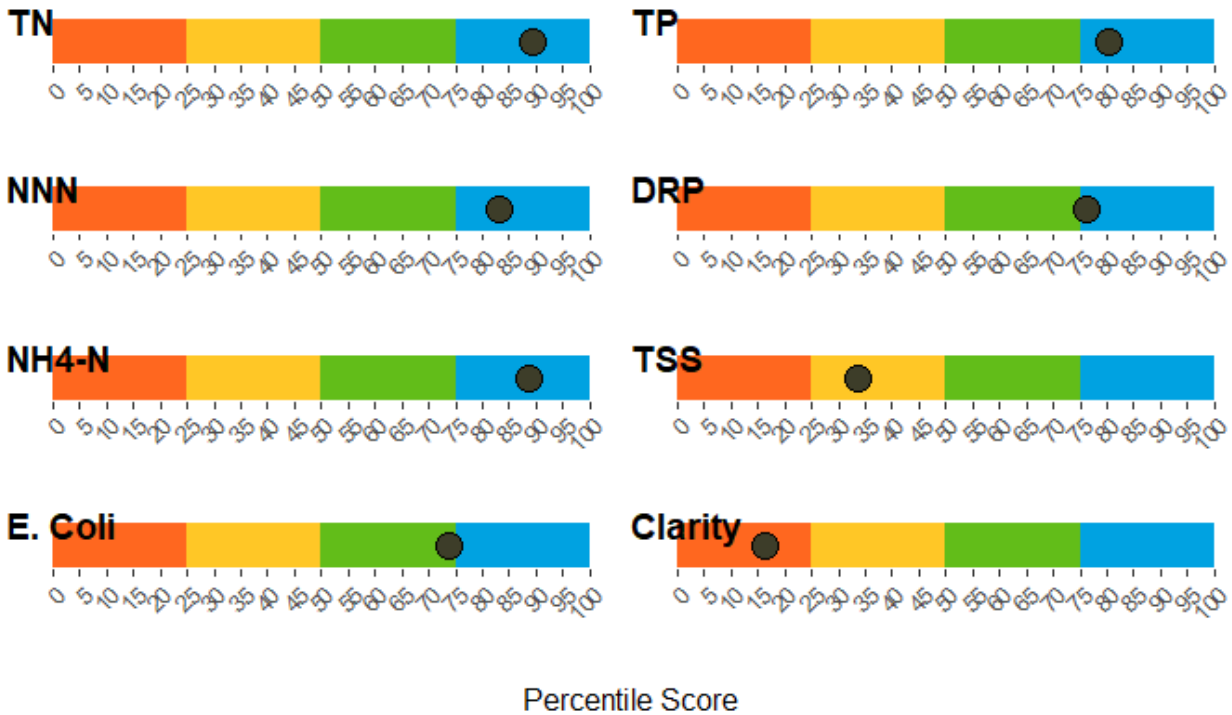 TN
0 5 10 15 20 25 30 35 40 45 50 55 60 65 70 75 80 85 90 95 100
TP
0 5 10 15 20 25 30 35 40 45 50 55 60 65 70 75 80 85 90 95 100
NNN
0 5 10 15 20 25 30 35 40 45 50 55 60 65 70 75 80 85 90 95 100
DRP
0 5 10 15 20 25 30 35 40 45 50 55 60 65 70 75 80 85 90 95 100
NH4-N
0 5 10 15 20 25 30 35 40 45 50 55 60 65 70 75 80 85 90 95 100
TSS
0 5 10 15 20 25 30 35 40 45 50 55 60 65 70 75 80 85 90 95 100
E. Coli
0 5 10 15 20 25 30 35 40 45 50 55 60 65 70 75 80 85 90 95 100
Clarity
0 5 10 15 20 25 30 35 40 45 50 55 60 65 70 75 80 85 90 95 100
Percentile Score